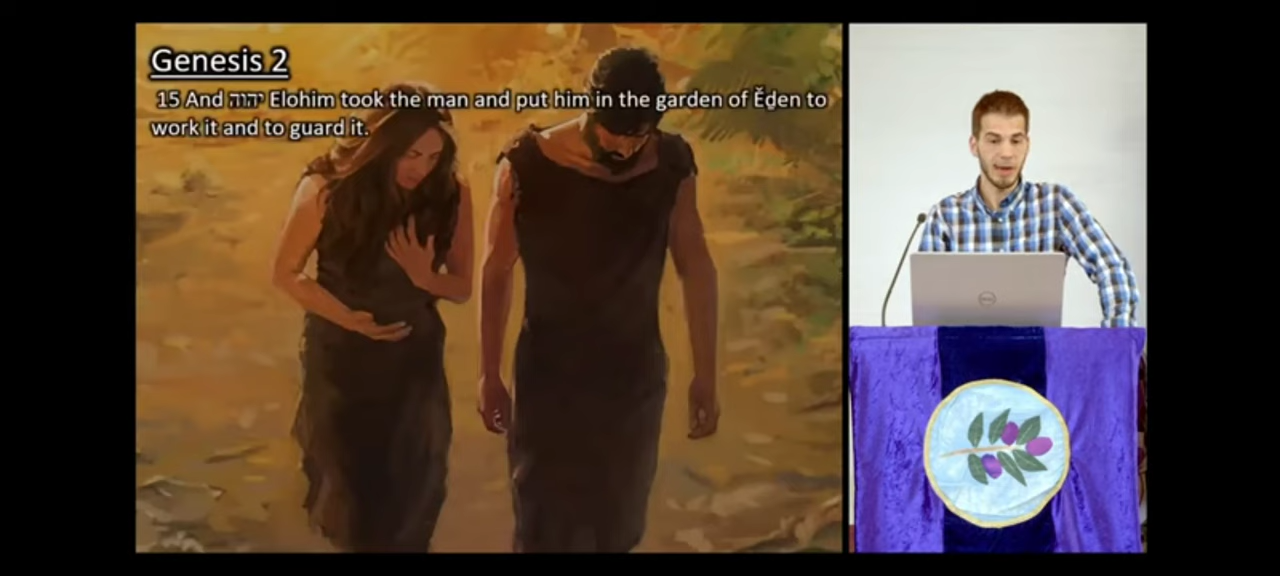 Genesis 2
15 And יהוה Elohim took the man and put him in the garden of Ěḏen to
work it and to guard it.
DELL